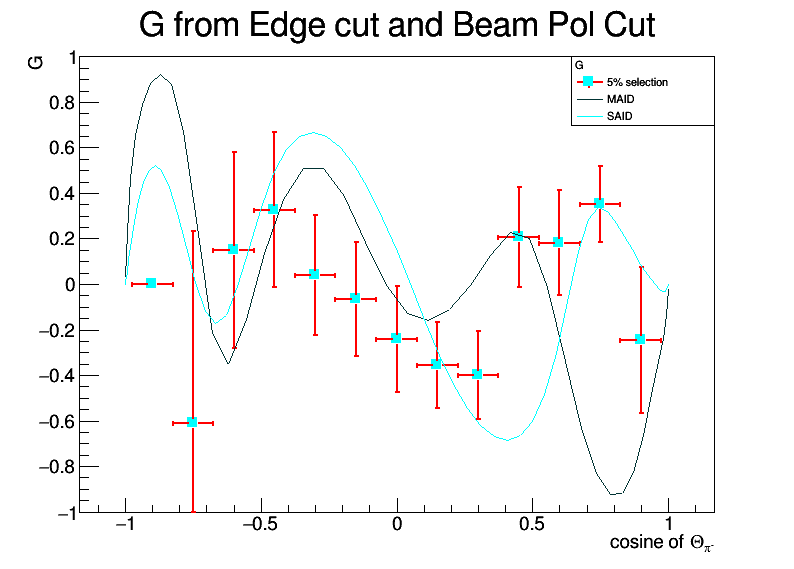 G from Edge cut and Beam Pol Cut
G
1
0.8
0.6
0.4
0.2
0
−0.2
−0.4
−0.6
−0.8
−1
G
5% selection
MAID
SAID
−1 −0.5 0 0.5 1
cosine of Θπ-